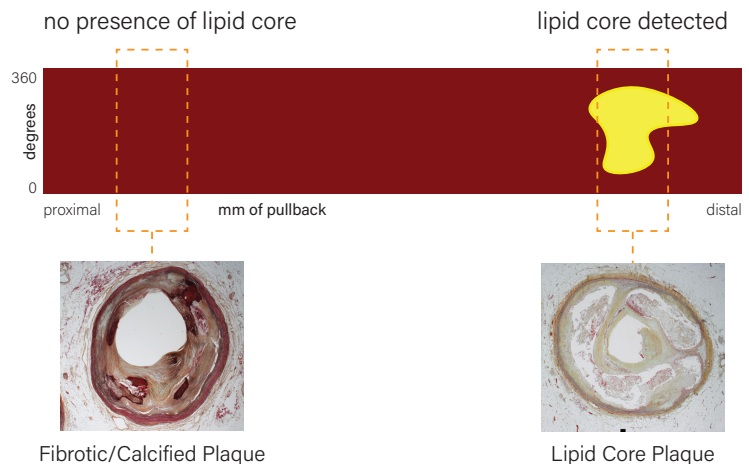 no presence of lipid core
lipid core detected
360
degrees
0
proximal
mm of pullback
distal
Fibrotic/Calcified Plaque
Lipid Core Plaque